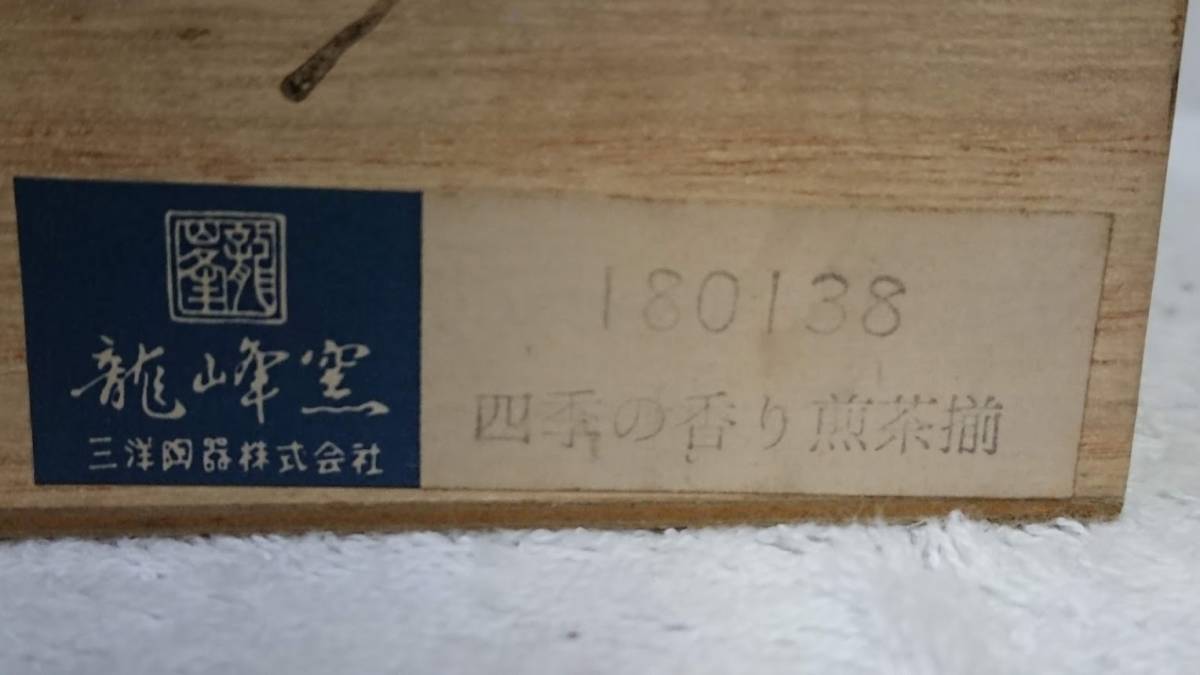 龍峰
龍峰窯
三洋陶器株式会社
180138
四季の香り煎茶揃